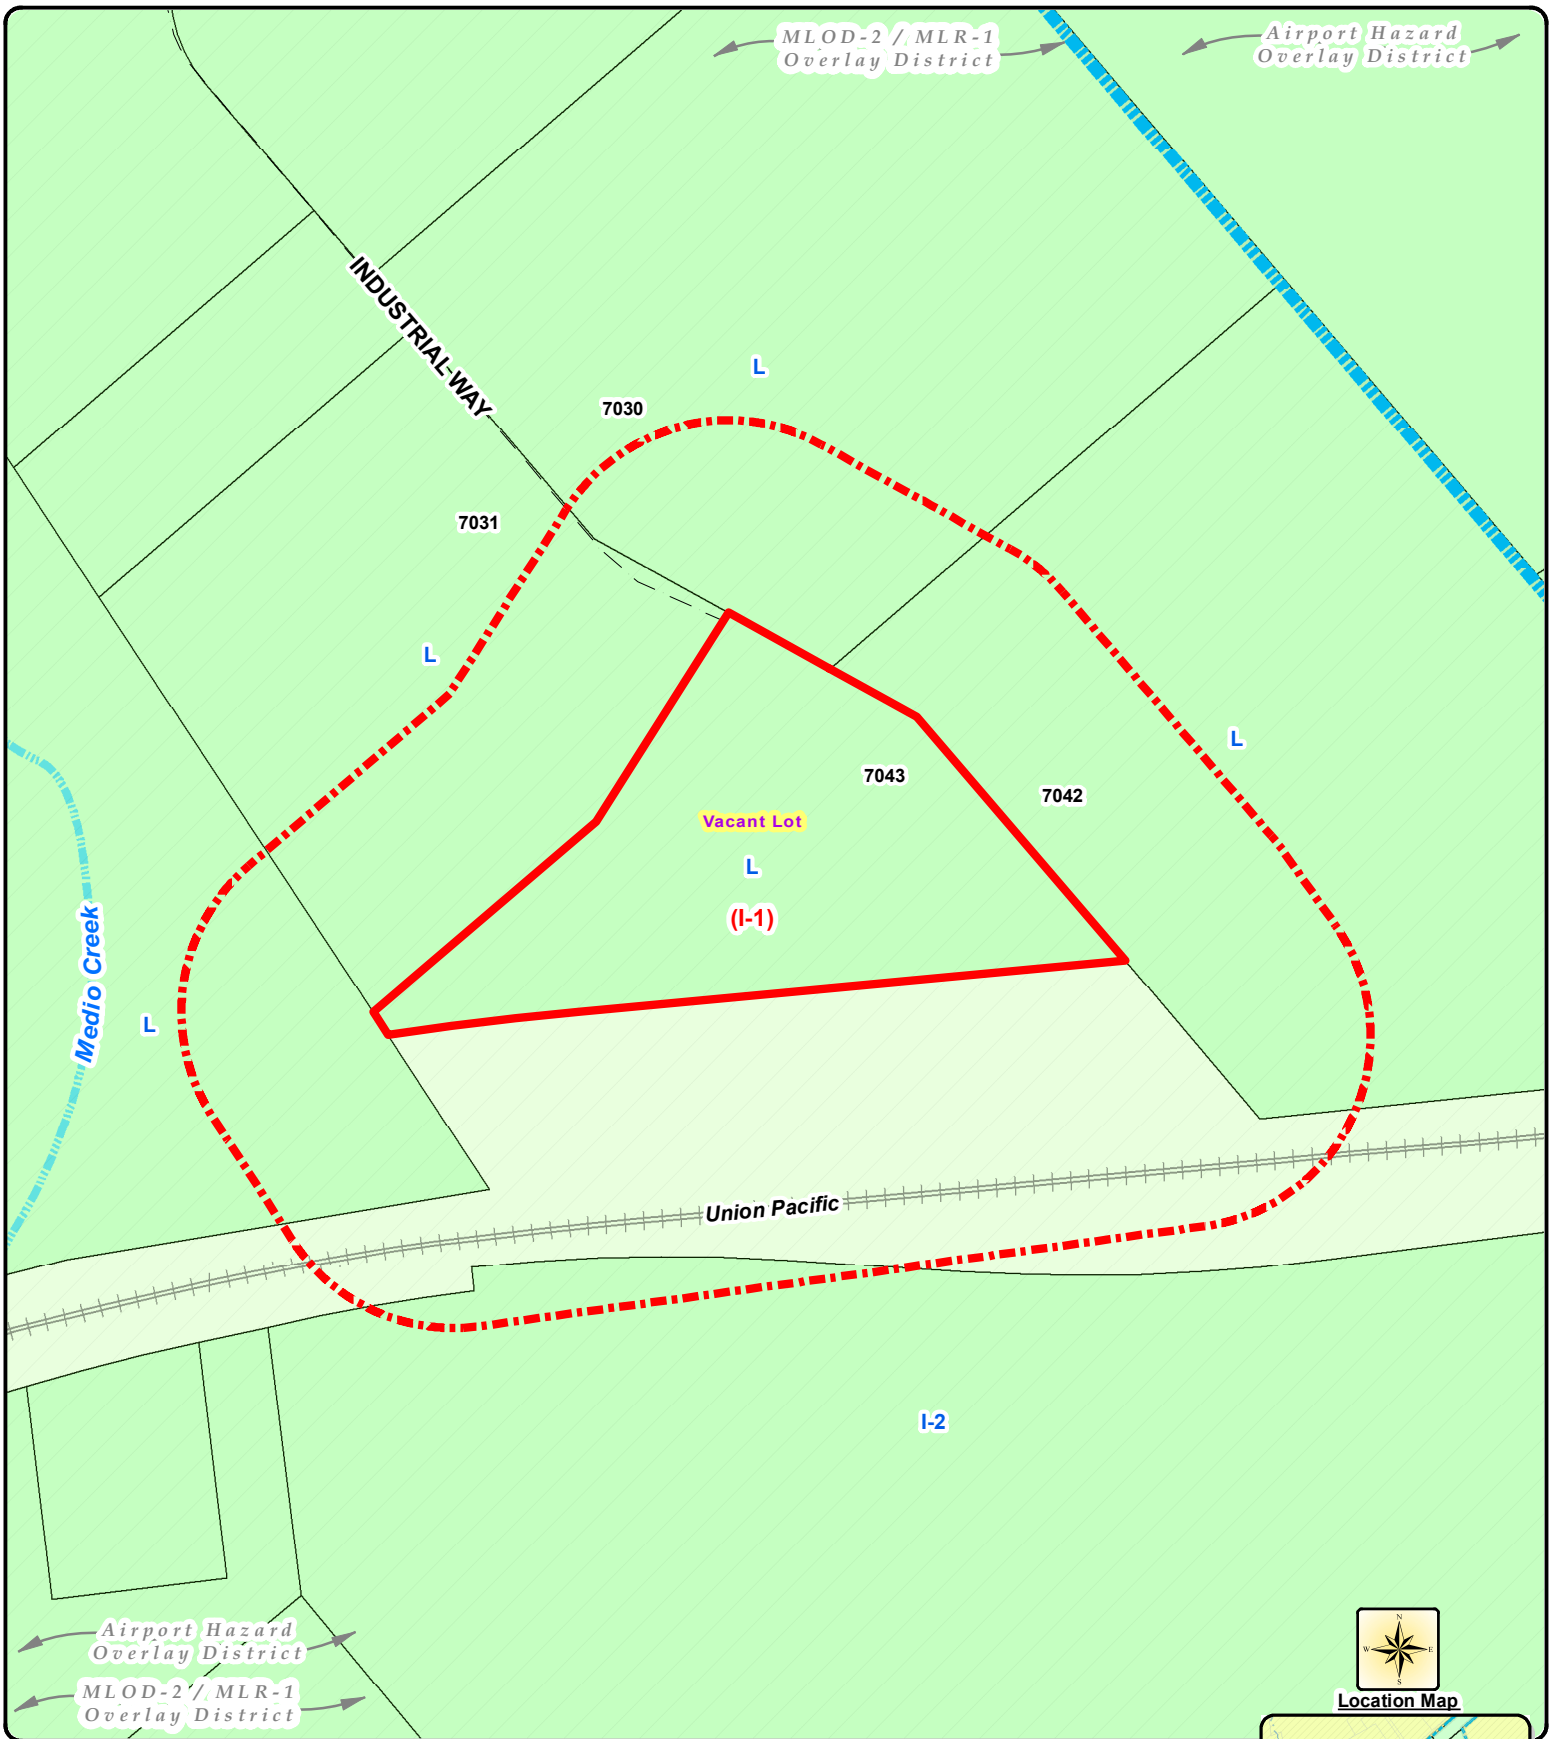 MLOD-2 / MLR-1
Overlay District
Airport Hazard
Overlay District
INDUSTRIAL WAY
L
7030
7031
L
L
7043
7042
Vacant Lot
L
(I-1)
Medio Creek
L
Union Pacific
I-2
Airport Hazard
Overlay District
MLOD-2 / MLR-1
Overlay District
N
W
E
S
Location Map